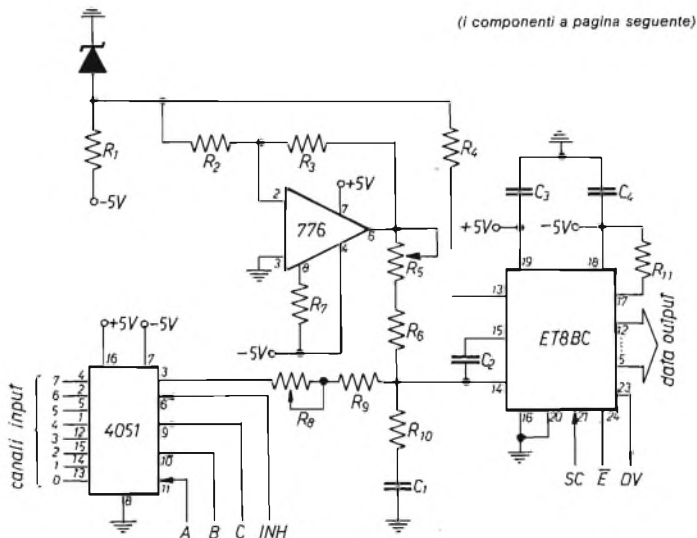 (i componenti a pagina seguente)
R1
R2
R3
R4
-5V
2
+5V
7
776
6
3
8
4
R5
R7
-5V
R6
C3
C4
+5V
-5V
19
18
R11
13
17
15
12
ET8BC
5
C2
14
23
16
20
21
24
data output
SC
E
DV
+5V
-5V
16
7
canali input
7
6
5
4
3
2
1
0
4
2
5
1
12
15
14
13
4051
3
6
9
10
11
8
R8
R9
R10
C1
A
B
C
INH